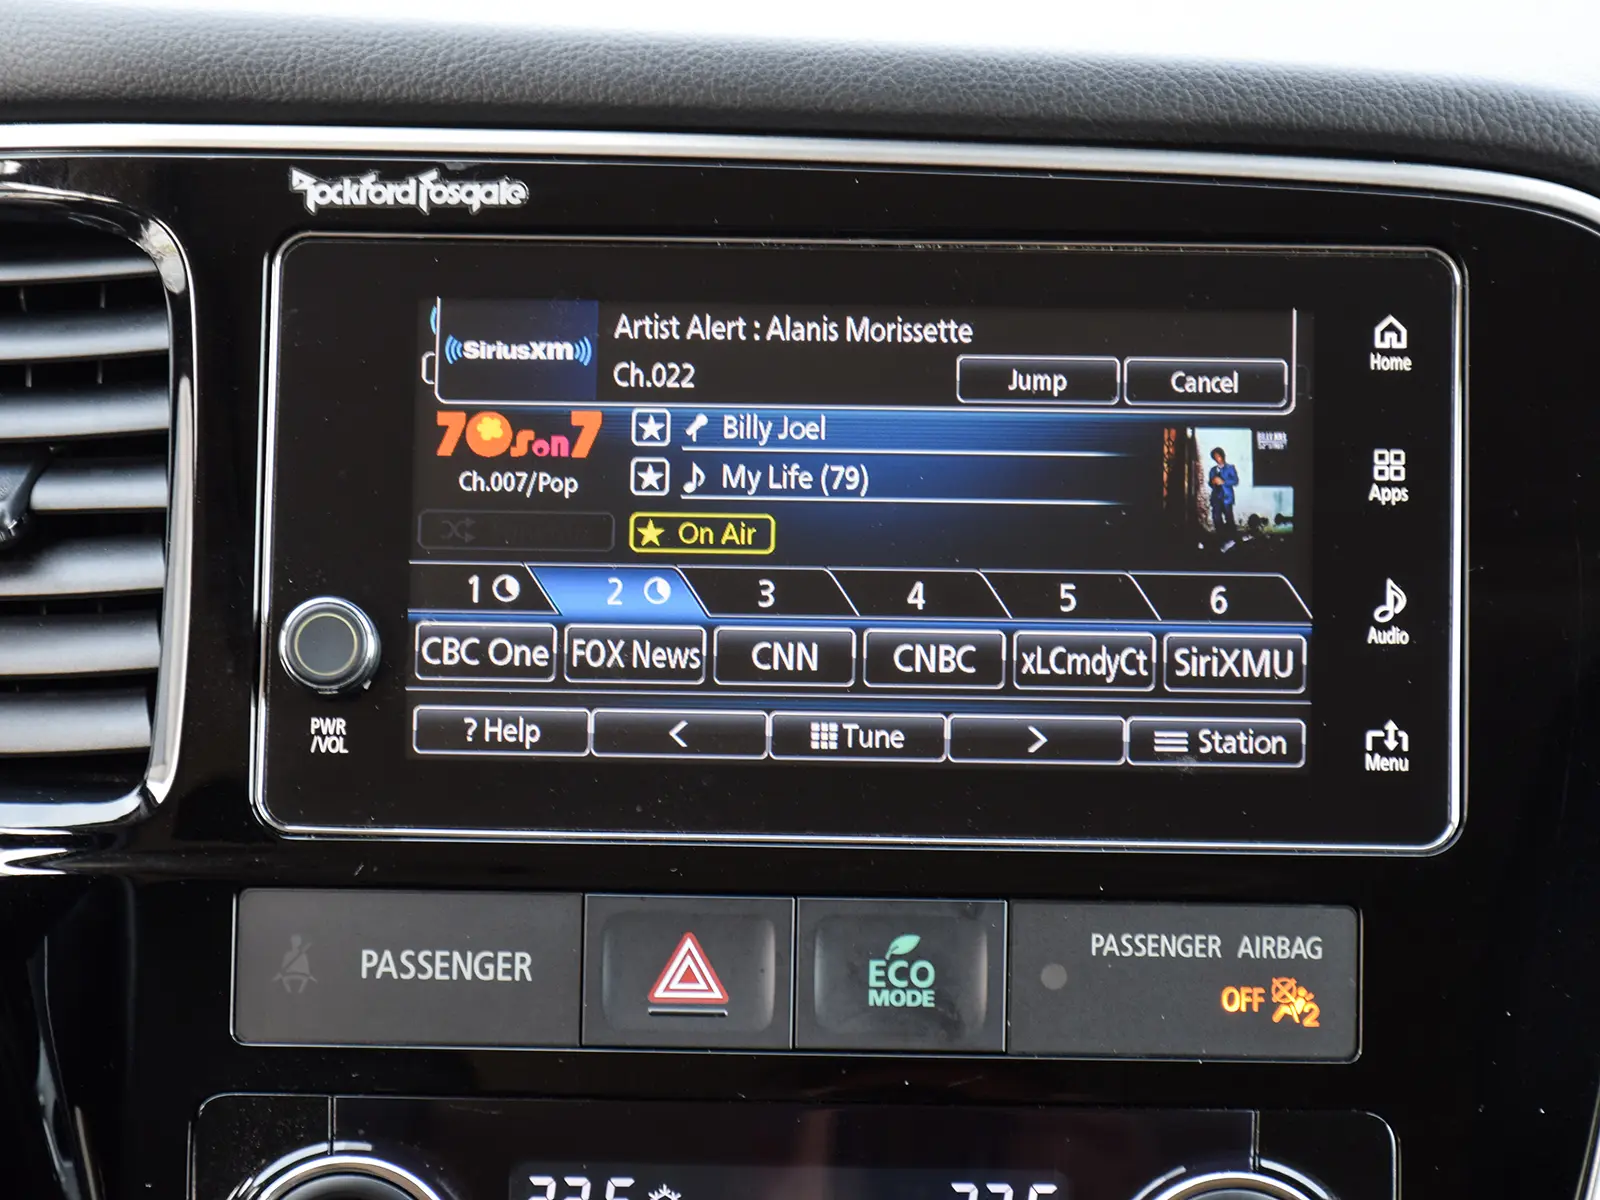 Rockford Fosgate
SiriusXM
Artist Alert : Alanis Morissette
Ch.022
Jump
Cancel
Home
70s on 7
Billy Joel
Ch.007/Pop
My Life (79)
Apps
On Air
1
2
3
4
5
6
CBC One
FOX News
CNN
CNBC
xLCmdyCt
SiriXMU
Audio
PWR
/VOL
? Help
<
Tune
>
Station
Menu
PASSENGER
ECO
MODE
PASSENGER AIRBAG
OFF
2